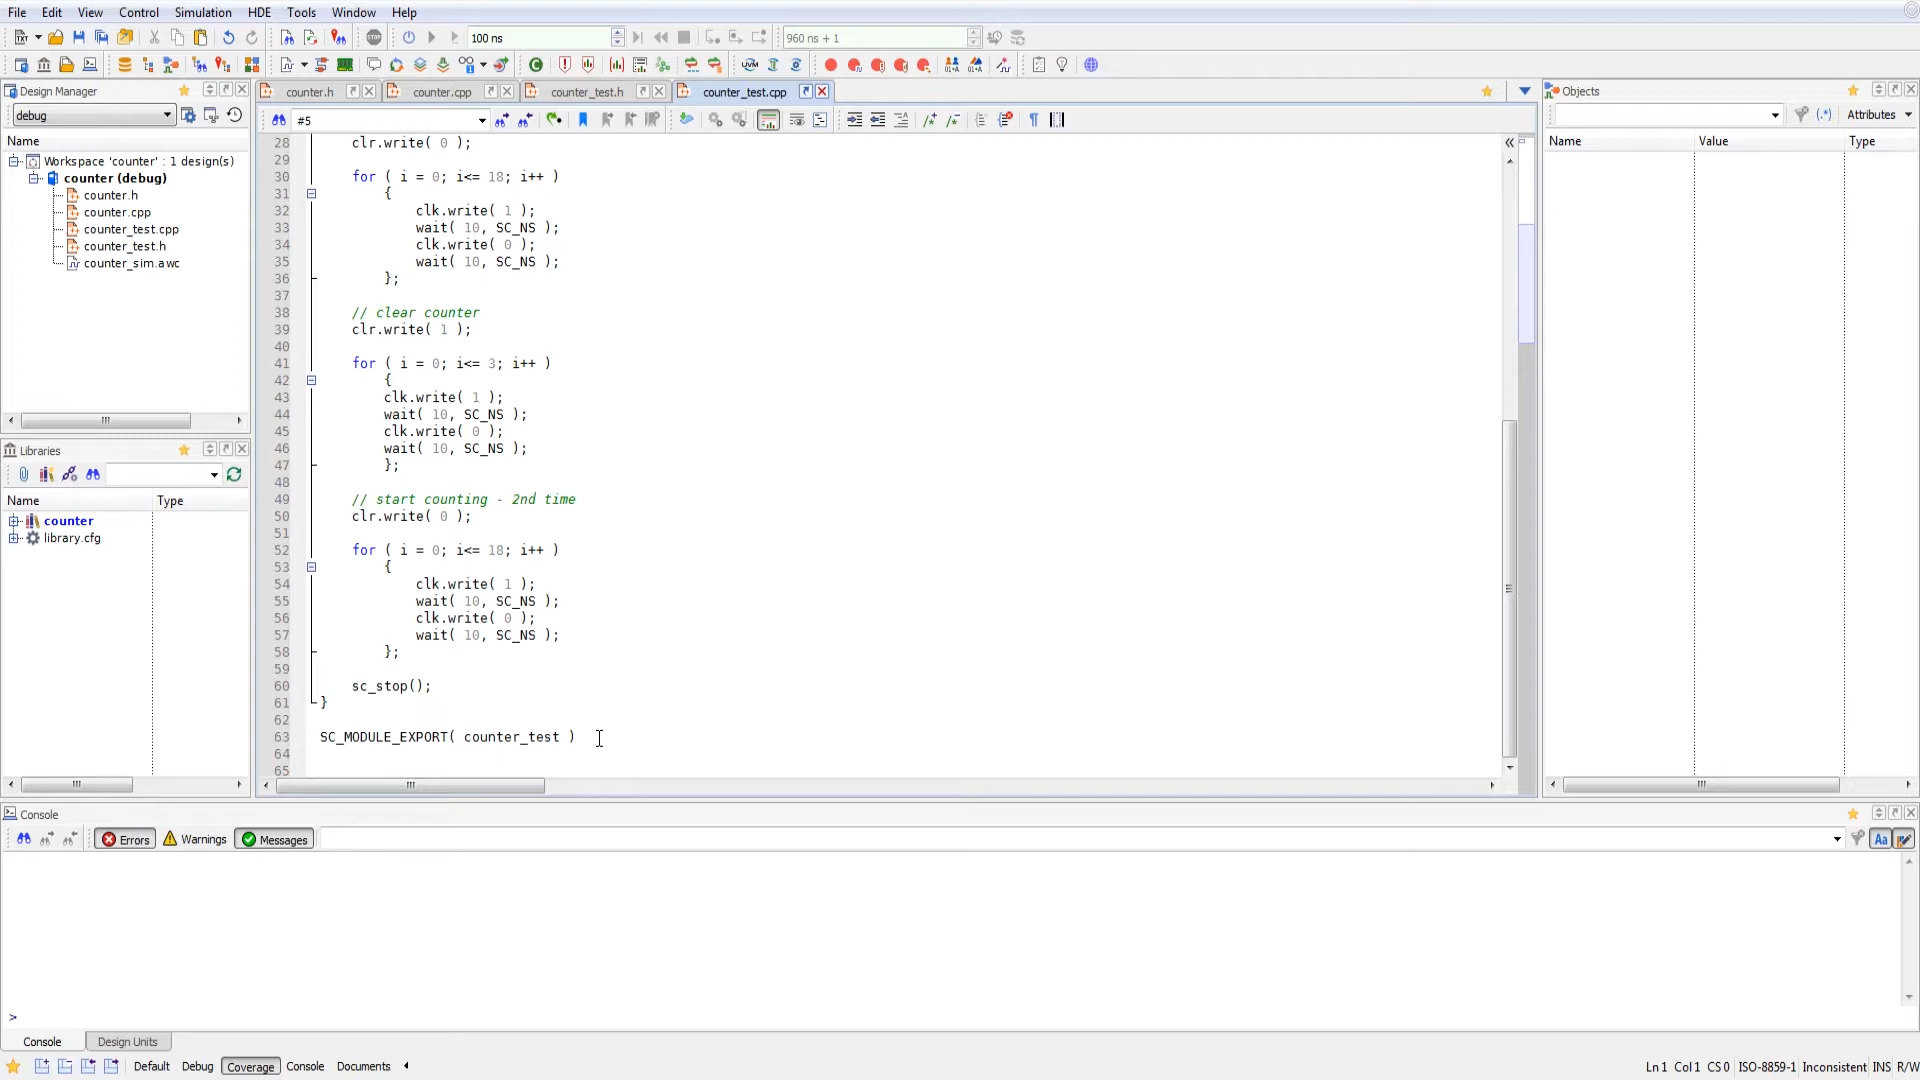 File Edit View Control Simulation HDE Tools Window Help
100 ns 960 ns + 1
Design Manager
debug
Name
Workspace 'counter' : 1 design(s)
counter (debug)
counter.h
counter.cpp
counter_test.cpp
counter_test.h
counter_sim.awc
Libraries
Name Type
counter
library.cfg
counter.h counter.cpp counter_test.h counter_test.cpp
#5
28 clr.write( 0 );
29
30 for ( i = 0; i<= 18; i++ )
31 {
32 clk.write( 1 );
33 wait( 10, SC_NS );
34 clk.write( 0 );
35 wait( 10, SC_NS );
36 };
37
38 // clear counter
39 clr.write( 1 );
40
41 for ( i = 0; i<= 3; i++ )
42 {
43 clk.write( 1 );
44 wait( 10, SC_NS );
45 clk.write( 0 );
46 wait( 10, SC_NS );
47 };
48
49 // start counting - 2nd time
50 clr.write( 0 );
51
52 for ( i = 0; i<= 18; i++ )
53 {
54 clk.write( 1 );
55 wait( 10, SC_NS );
56 clk.write( 0 );
57 wait( 10, SC_NS );
58 };
59
60 sc_stop();
61 }
62
63 SC_MODULE_EXPORT( counter_test )
64
65
Objects
Attributes
Name Value Type
Console
Errors Warnings Messages
Aa
>
Console Design Units
Default Debug Coverage Console Documents
Ln1 Col1 CS0 ISO-8859-1 Inconsistent INS R/W